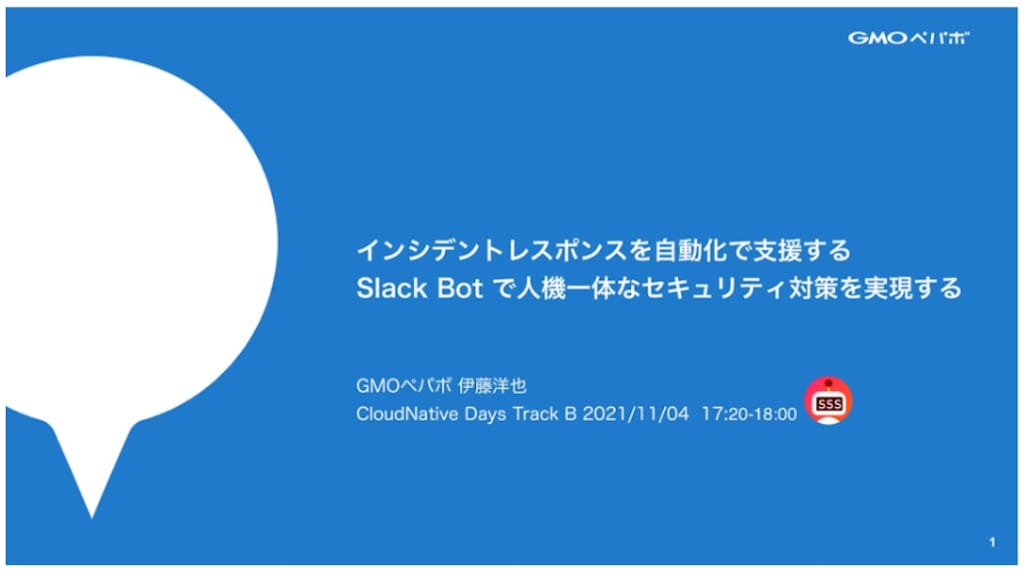 GMOペパボ
インシデントレスポンスを自動化で支援する
Slack Bot で人機一体なセキュリティ対策を実現する
GMOペパボ 伊藤洋也
CloudNative Days Track B 2021/11/04 17:20-18:00
SSS
1